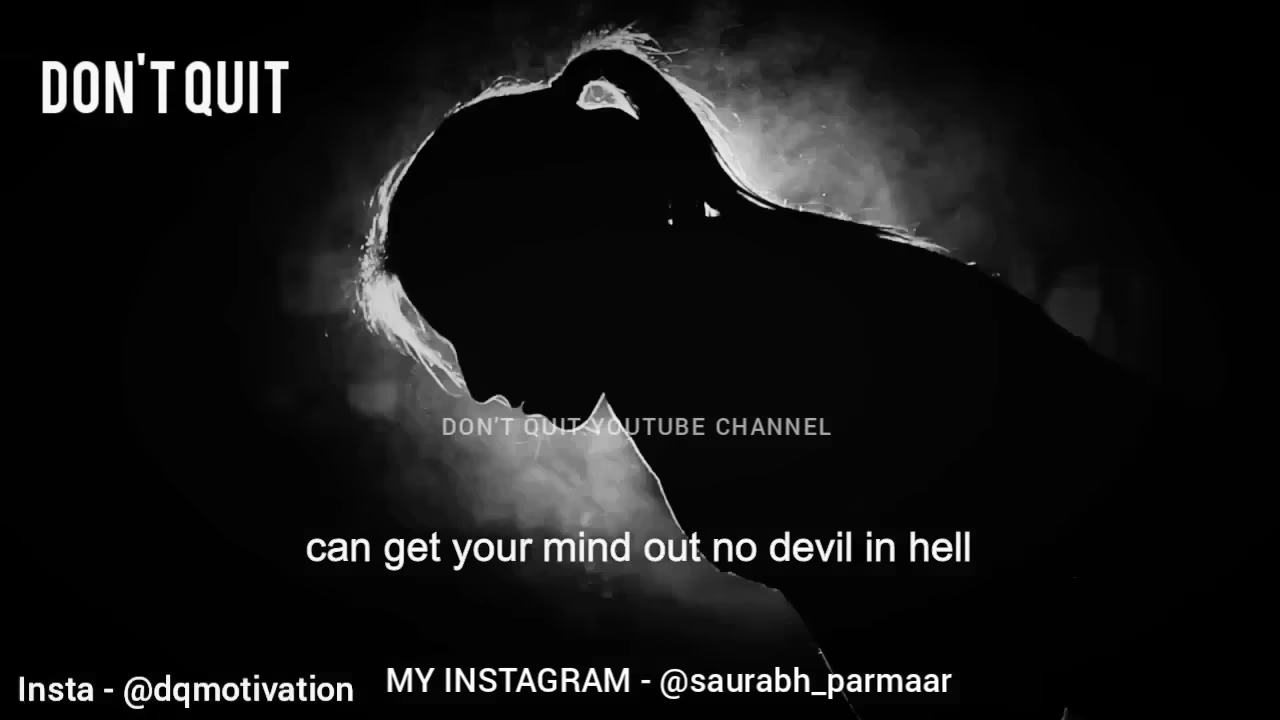 DON'T QUIT
DON'T QUIT YOUTUBE CHANNEL
can get your mind out no devil in hell
Insta - @dqmotivation
MY INSTAGRAM - @saurabh_parmaar